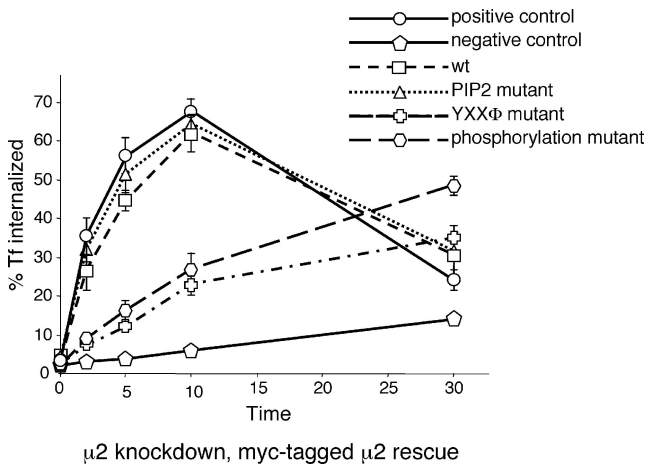 positive control
negative control
wt
PIP2 mutant
YXXΦ mutant
phosphorylation mutant
% Tf internalized
70
60
50
40
30
20
10
0
0 5 10 15 20 25 30
Time
μ2 knockdown, myc-tagged μ2 rescue